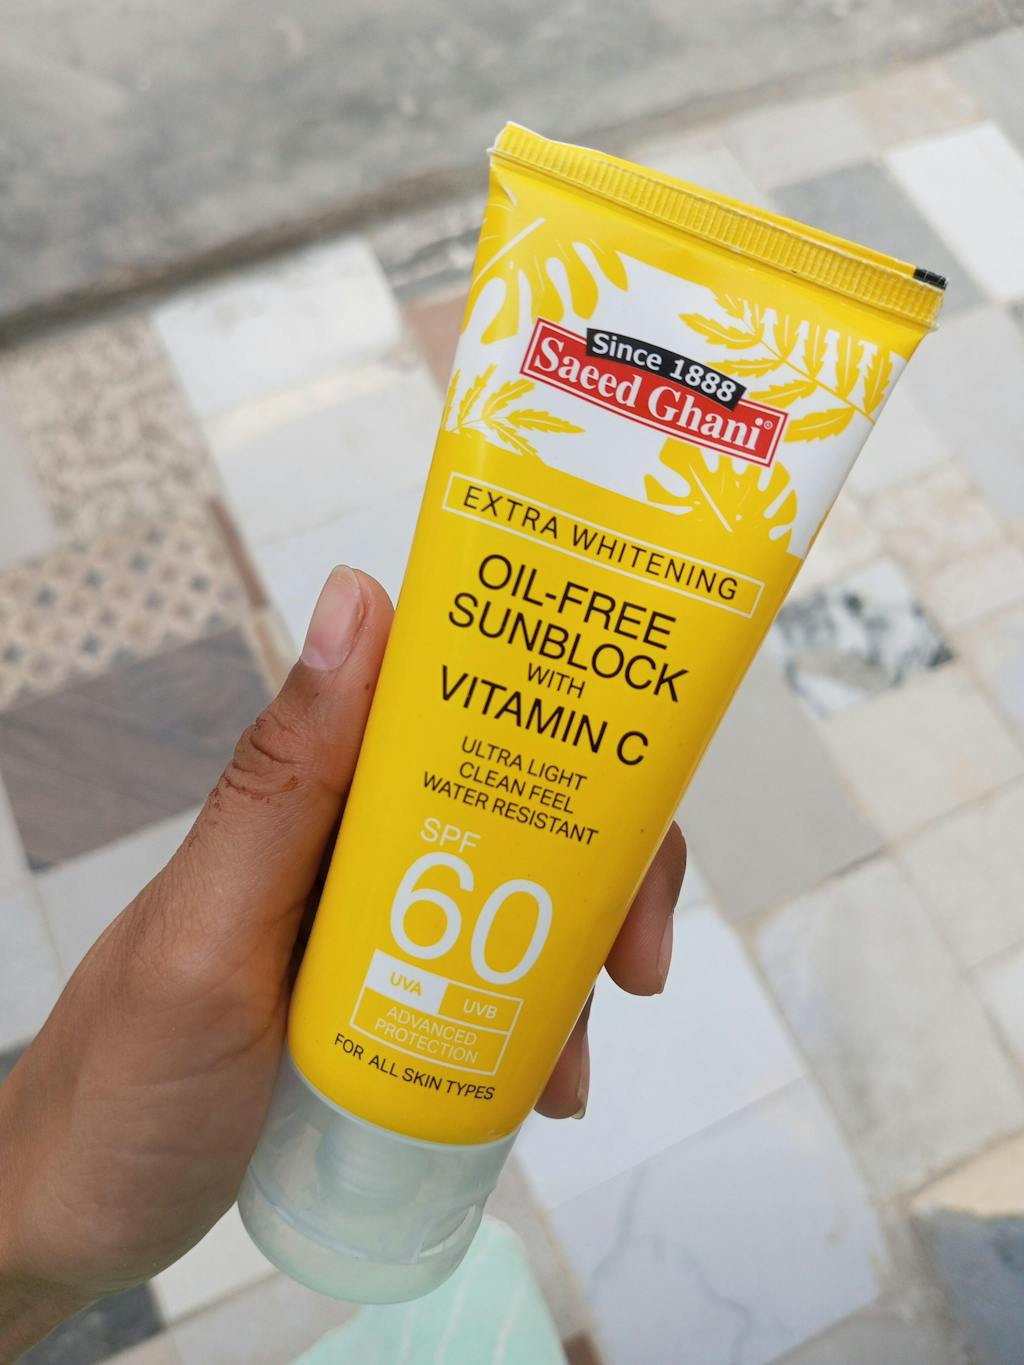 Since 1888
Saeed Ghani®
EXTRA WHITENING
OIL-FREE
SUNBLOCK
WITH
VITAMIN C
ULTRA LIGHT
CLEAN FEEL
WATER RESISTANT
SPF
60
UVA UVB
ADVANCED
PROTECTION
FOR ALL SKIN TYPES